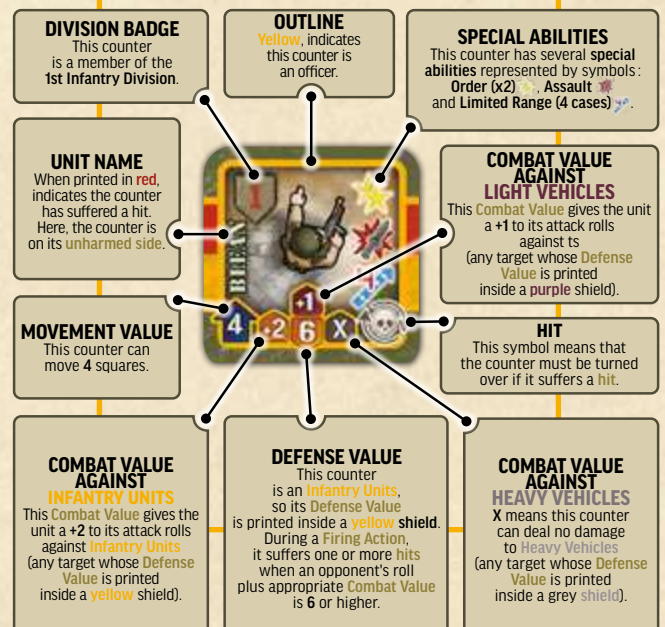 DIVISION BADGE
This counter
is a member of the
1st Infantry Division.
OUTLINE
Yellow, indicates
this counter is
an officer.
SPECIAL ABILITIES
This counter has several special
abilities represented by symbols:
Order (x2) , Assault
and Limited Range (4 cases) .
UNIT NAME
When printed in red,
indicates the counter
has suffered a hit.
Here, the counter is
on its unharmed side.
1
+1
4
+2
6
X
COMBAT VALUE
AGAINST
LIGHT VEHICLES
This Combat Value gives the unit
a +1 to its attack rolls
against ts
(any target whose Defense
Value is printed
inside a purple shield).
MOVEMENT VALUE
This counter can
move 4 squares.
HIT
This symbol means that
the counter must be turned
over if it suffers a hit.
COMBAT VALUE
AGAINST
INFANTRY UNITS
This Combat Value gives the
unit a +2 to its attack rolls
against Infantry Units
(any target whose Defense
Value is printed
inside a yellow shield).
DEFENSE VALUE
This counter
is an Infantry Units,
so its Defense Value
is printed inside a yellow shield.
During a Firing Action,
it suffers one or more hits
when an opponent's roll
plus appropriate Combat Value
is 6 or higher.
COMBAT VALUE
AGAINST
HEAVY VEHICLES
X means this counter
can deal no damage
to Heavy Vehicles
(any target whose Defense
Value is printed
inside a grey shield).